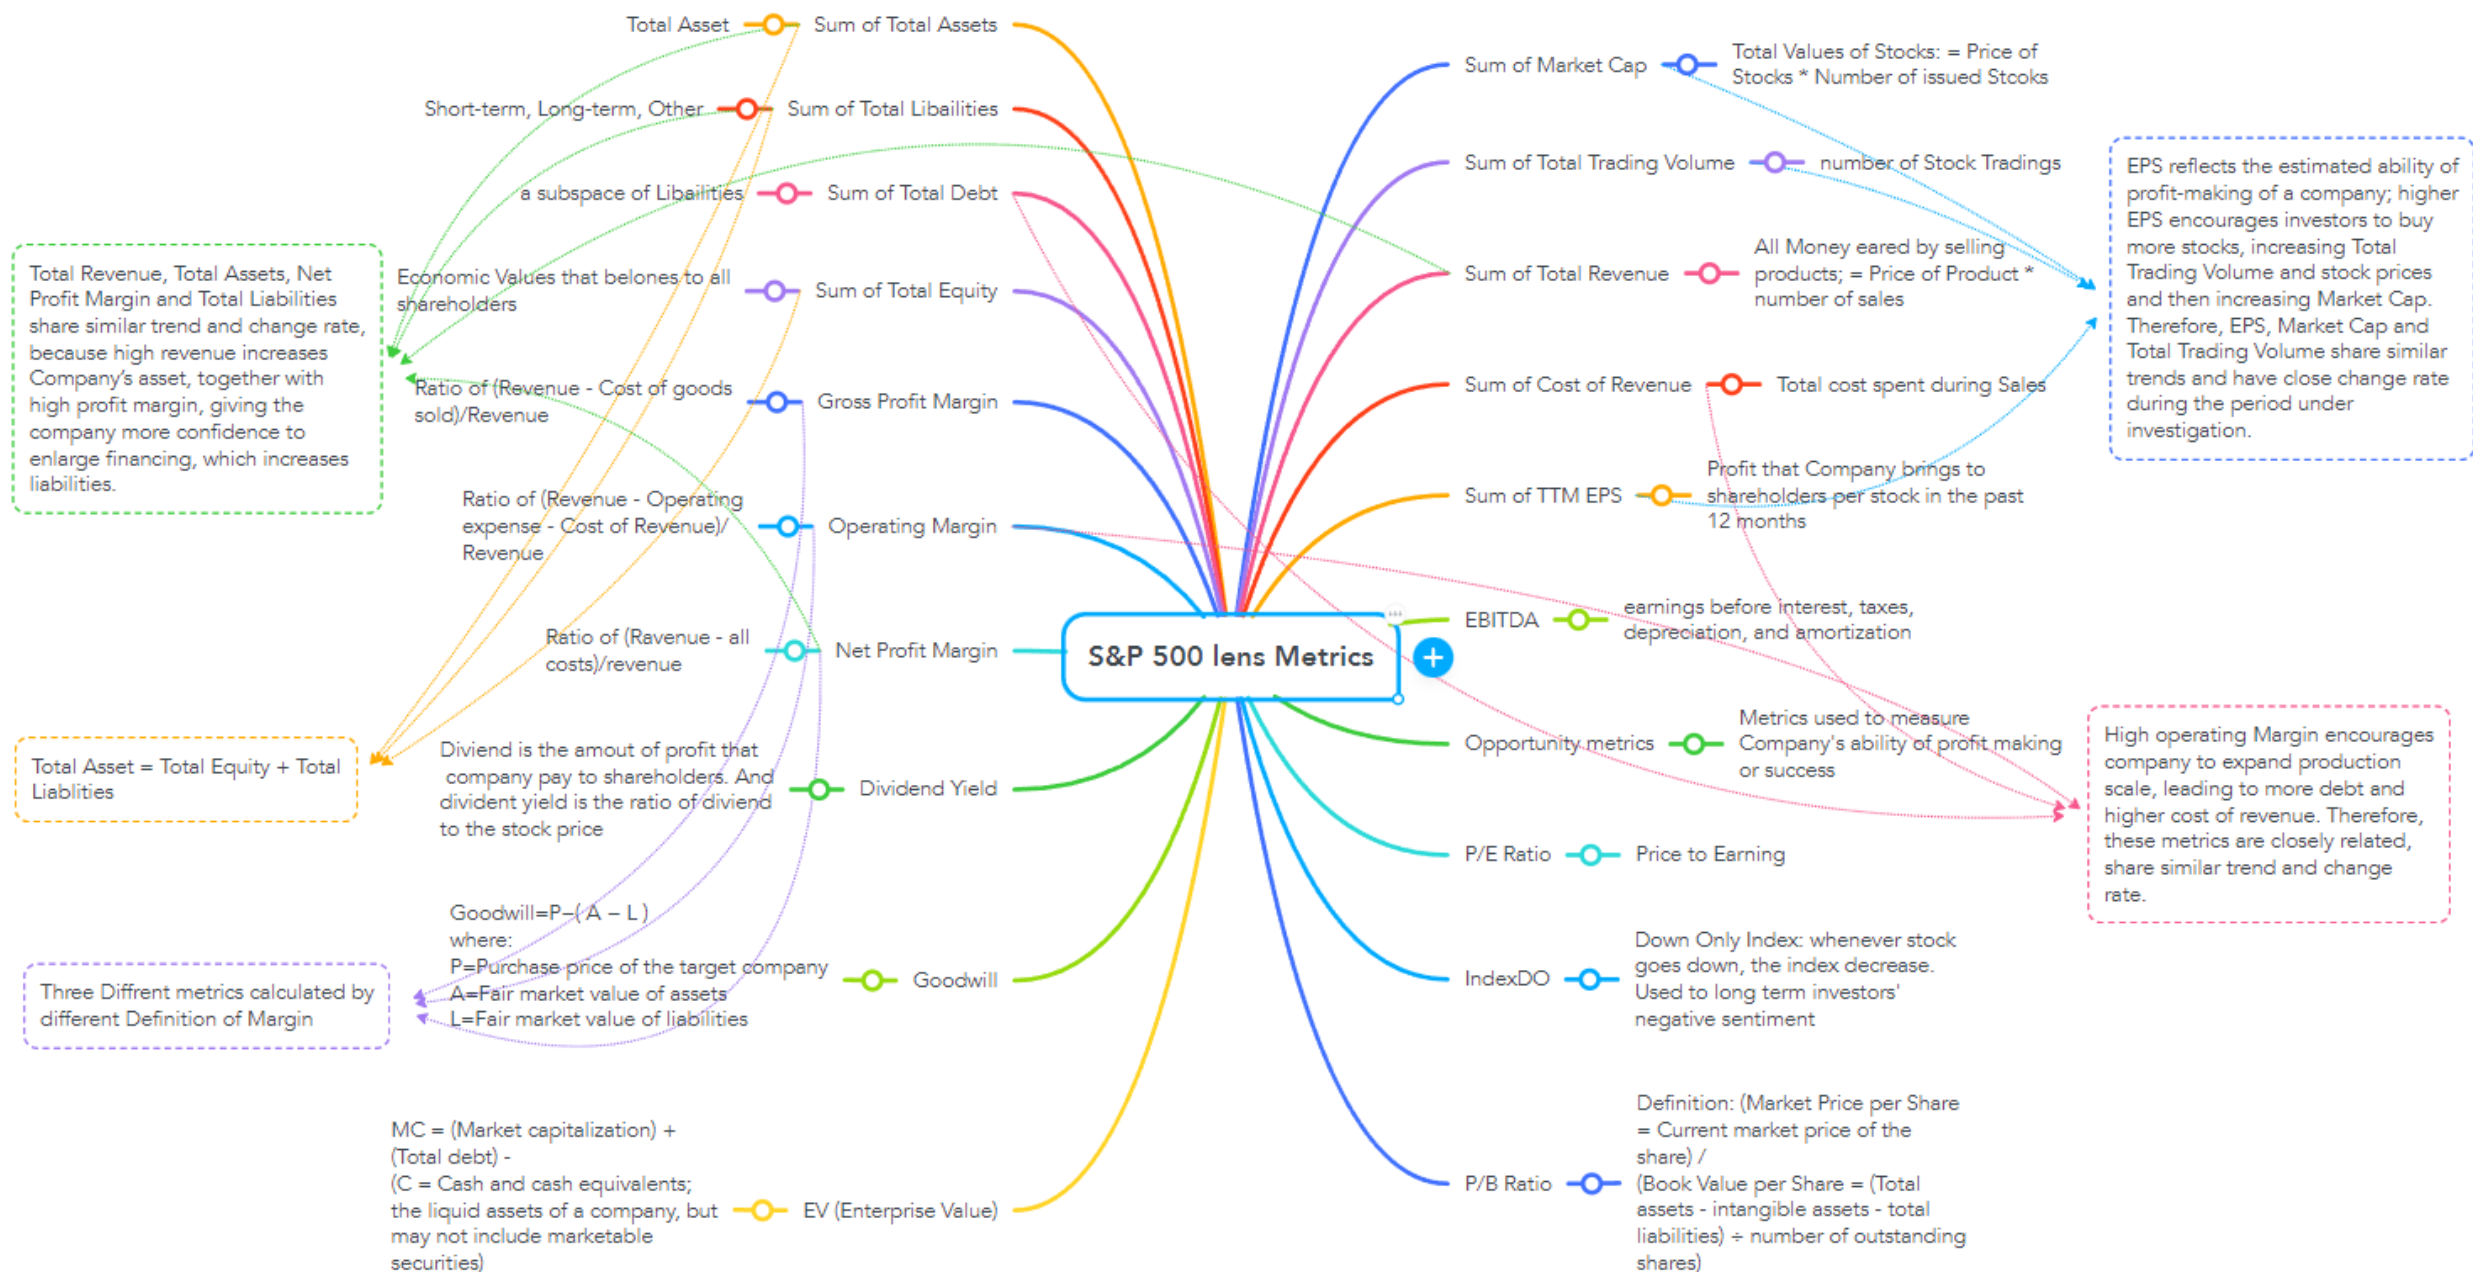 Total Asset
Sum of Total Assets
Short-term, Long-term, Other
Sum of Total Libailities
a subspace of Libailities
Sum of Total Debt
Economic Values that belones to all
shareholders
Sum of Total Equity
Ratio of (Revenue - Cost of goods
sold)/Revenue
Gross Profit Margin
Ratio of (Revenue - Operating
expense - Cost of Revenue)/
Revenue
Operating Margin
Ratio of (Ravenue - all
costs)/revenue
Net Profit Margin
Diviend is the amout of profit that
company pay to shareholders. And
divident yield is the ratio of diviend
to the stock price
Dividend Yield
Goodwill=P−( A − L )
where:
P=Purchase price of the target company
A=Fair market value of assets
L=Fair market value of liabilities
Goodwill
MC = (Market capitalization) +
(Total debt) -
(C = Cash and cash equivalents;
the liquid assets of a company, but
may not include marketable
securities)
EV (Enterprise Value)
Total Revenue, Total Assets, Net
Profit Margin and Total Liabilities
share similar trend and change rate,
because high revenue increases
Company's asset, together with
high profit margin, giving the
company more confidence to
enlarge financing, which increases
liabilities.
Total Asset = Total Equity + Total
Liablities
Three Diffrent metrics calculated by
different Definition of Margin
S&P 500 lens Metrics
Sum of Market Cap
Total Values of Stocks: = Price of
Stocks * Number of issued Stcoks
Sum of Total Trading Volume
number of Stock Tradings
Sum of Total Revenue
All Money eared by selling
products; = Price of Product *
number of sales
Sum of Cost of Revenue
Total cost spent during Sales
Sum of TTM EPS
Profit that Company brings to
shareholders per stock in the past
12 months
EBITDA
earnings before interest, taxes,
depreciation, and amortization
Opportunity metrics
Metrics used to measure
Company's ability of profit making
or success
P/E Ratio
Price to Earning
IndexDO
Down Only Index: whenever stock
goes down, the index decrease.
Used to long term investors'
negative sentiment
P/B Ratio
Definition: (Market Price per Share
= Current market price of the
share) /
(Book Value per Share = (Total
assets - intangible assets - total
liabilities) ÷ number of outstanding
shares)
EPS reflects the estimated ability of
profit-making of a company; higher
EPS encourages investors to buy
more stocks, increasing Total
Trading Volume and stock prices
and then increasing Market Cap.
Therefore, EPS, Market Cap and
Total Trading Volume share similar
trends and have close change rate
during the period under
investigation.
High operating Margin encourages
company to expand production
scale, leading to more debt and
higher cost of revenue. Therefore,
these metrics are closely related,
share similar trend and change
rate.